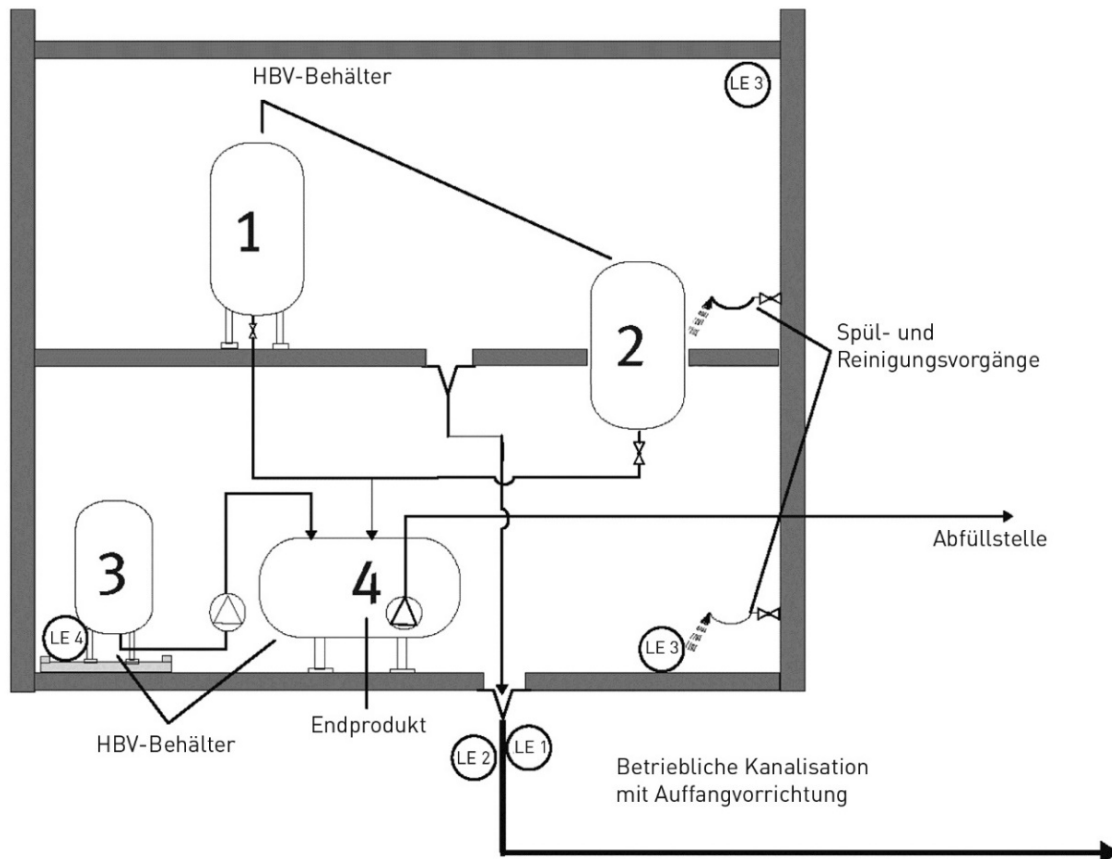 HBV-Behälter
LE 3
1
2
Spül- und
Reinigungsvorgänge
Abfüllstelle
3
4
LE 4
LE 3
HBV-Behälter
Endprodukt
LE 2
LE 1
Betriebliche Kanalisation
mit Auffangvorrichtung